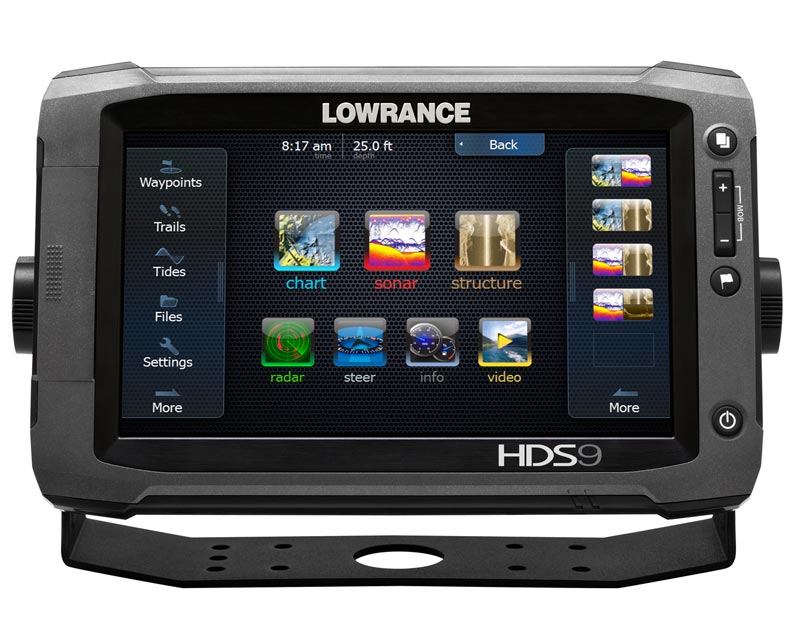 LOWRANCE
8:17 am
time
25.0 ft
depth
Back
Waypoints
Trails
Tides
Files
Settings
More
chart
sonar
structure
radar
steer
info
video
More
+
MOB
−
HDS9